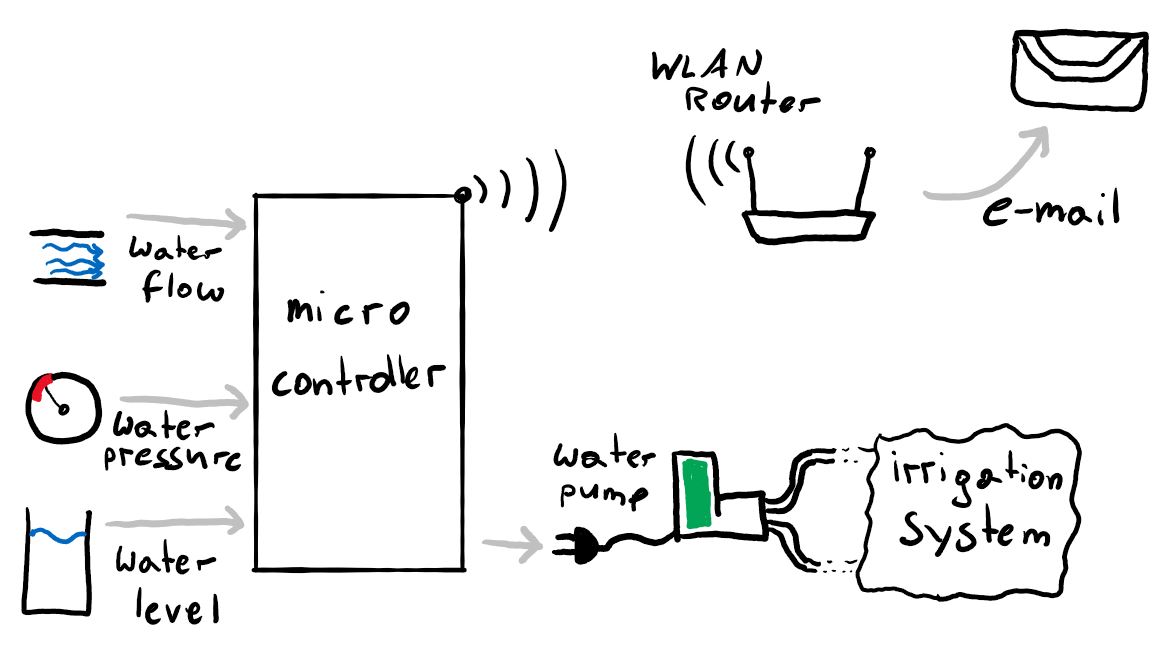 WLAN
Router
e-mail
water
flow
micro
controller
water
pressure
water
pump
irrigation
system
water
level